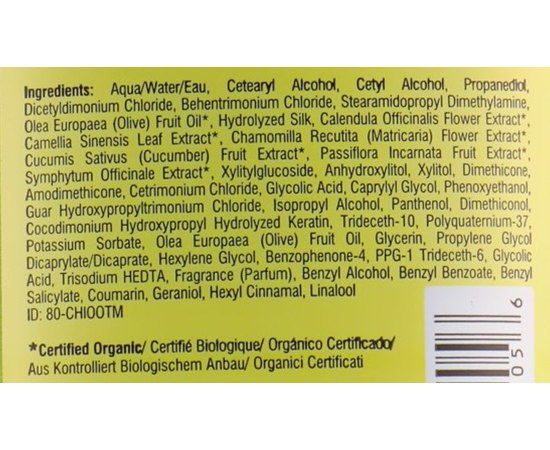 Ingredients: Aqua/Water/Eau, Cetearyl Alcohol, Cetyl Alcohol, Propanediol,
Dicetyldimonium Chloride, Behentrimonium Chloride, Stearamidopropyl Dimethylamine,
Olea Europaea (Olive) Fruit Oil*, Hydrolyzed Silk, Calendula Officinalis Flower Extract*,
Camellia Sinensis Leaf Extract*, Chamomilla Recutita (Matricaria) Flower Extract*,
Cucumis Sativus (Cucumber) Fruit Extract*, Passiflora Incarnata Fruit Extract*,
Symphytum Officinale Extract*, Xylitylglucoside, Anhydroxylitol, Xylitol, Dimethicone,
Amodimethicone, Cetrimonium Chloride, Glycolic Acid, Caprylyl Glycol, Phenoxyethanol,
Guar Hydroxypropyltrimonium Chloride, Isopropyl Alcohol, Panthenol, Dimethiconol,
Cocodimonium Hydroxypropyl Hydrolyzed Keratin, Trideceth-10, Polyquaternium-37,
Potassium Sorbate, Olea Europaea (Olive) Fruit Oil, Glycerin, Propylene Glycol
Dicaprylate/Dicaprate, Hexylene Glycol, Benzophenone-4, PPG-1 Trideceth-6, Glycolic
Acid, Trisodium HEDTA, Fragrance (Parfum), Benzyl Alcohol, Benzyl Benzoate, Benzyl
Salicylate, Coumarin, Geraniol, Hexyl Cinnamal, Linalool
ID: 80-CHIOOTM
*Certified Organic/ Certifié Biologique/ Orgánico Certificado/
Aus Kontrolliert Biologischem Anbau/ Organici Certificati
05 6